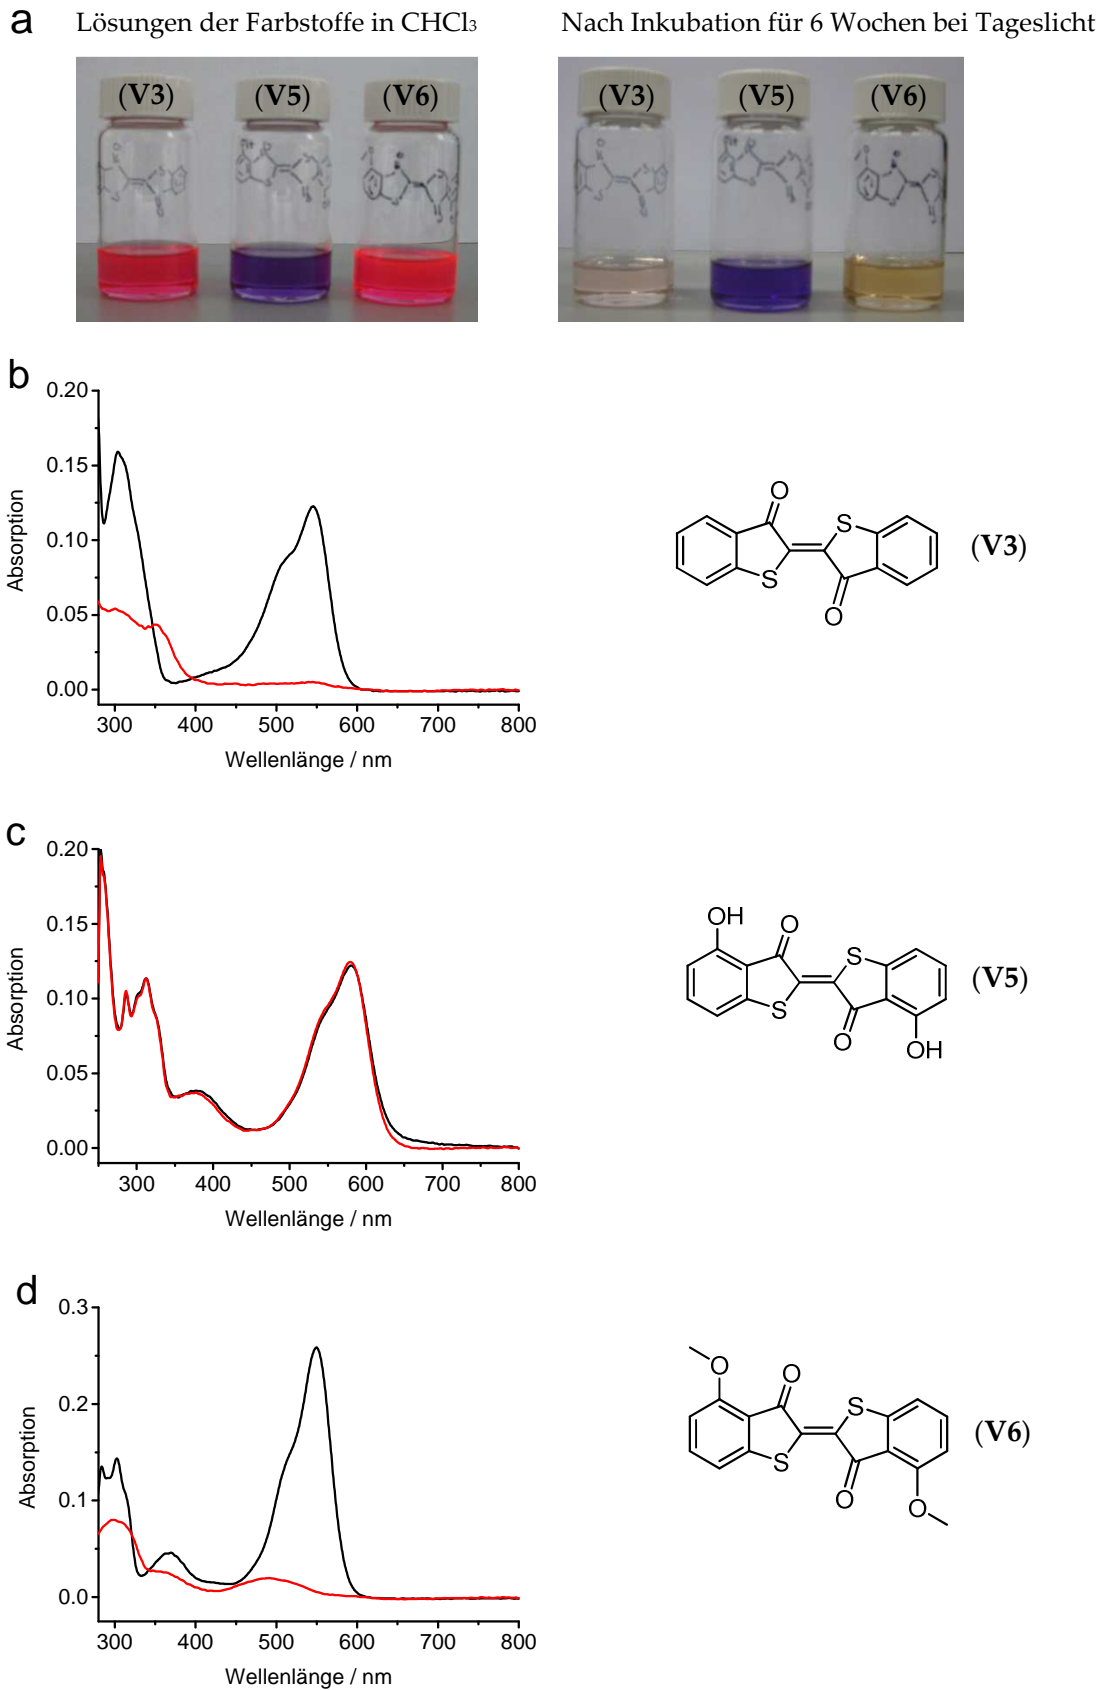 a
Lösungen der Farbstoffe in CHCl₃
Nach Inkubation für 6 Wochen bei Tageslicht
(V3)
(V5)
(V6)
(V3)
(V5)
(V6)
b
0.20
0.15
0.10
0.05
0.00
Absorption
300 400 500 600 700 800
Wellenlänge / nm
O
S
S
O
(V3)
c
0.20
0.15
0.10
0.05
0.00
Absorption
300 400 500 600 700 800
Wellenlänge / nm
OH
O
S
S
O
OH
(V5)
d
0.3
0.2
0.1
0.0
Absorption
300 400 500 600 700 800
Wellenlänge / nm
O
O
S
S
O
O
(V6)